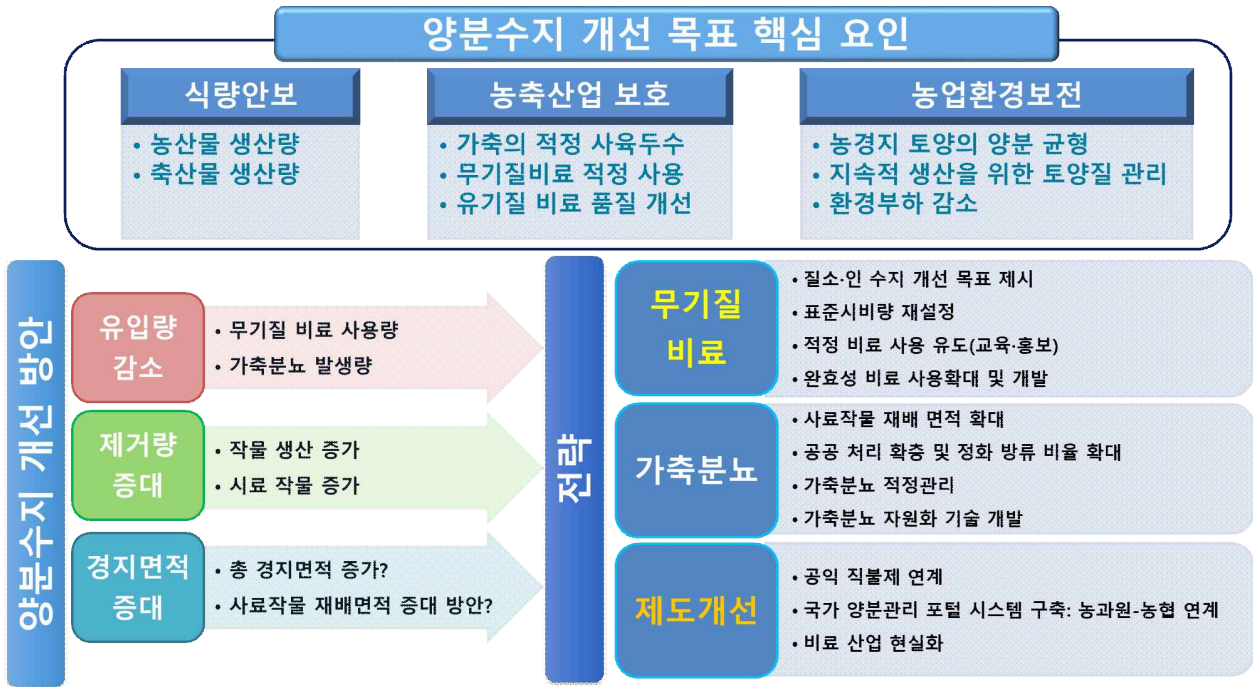 양분수지 개선 목표 핵심 요인
식량안보
• 농산물 생산량
• 축산물 생산량
농축산업 보호
• 가축의 적정 사육두수
• 무기질비료 적정 사용
• 유기질 비료 품질 개선
농업환경보전
• 농경지 토양의 양분 균형
• 지속적 생산을 위한 토양질 관리
• 환경부하 감소
양분수지 개선 방안
유입량
감소
• 무기질 비료 사용량
• 가축분뇨 발생량
제거량
증대
• 작물 생산 증가
• 시료 작물 증가
경지면적
증대
• 총 경지면적 증가?
• 사료작물 재배면적 증대 방안?
전략
무기질
비료
• 질소·인 수지 개선 목표 제시
• 표준시비량 재설정
• 적정 비료 사용 유도(교육·홍보)
• 완효성 비료 사용확대 및 개발
가축분뇨
• 사료작물 재배 면적 확대
• 공공 처리 확충 및 정화 방류 비율 확대
• 가축분뇨 적정관리
• 가축분뇨 자원화 기술 개발
제도개선
• 공익 직불제 연계
• 국가 양분관리 포털 시스템 구축: 농과원-농협 연계
• 비료 산업 현실화